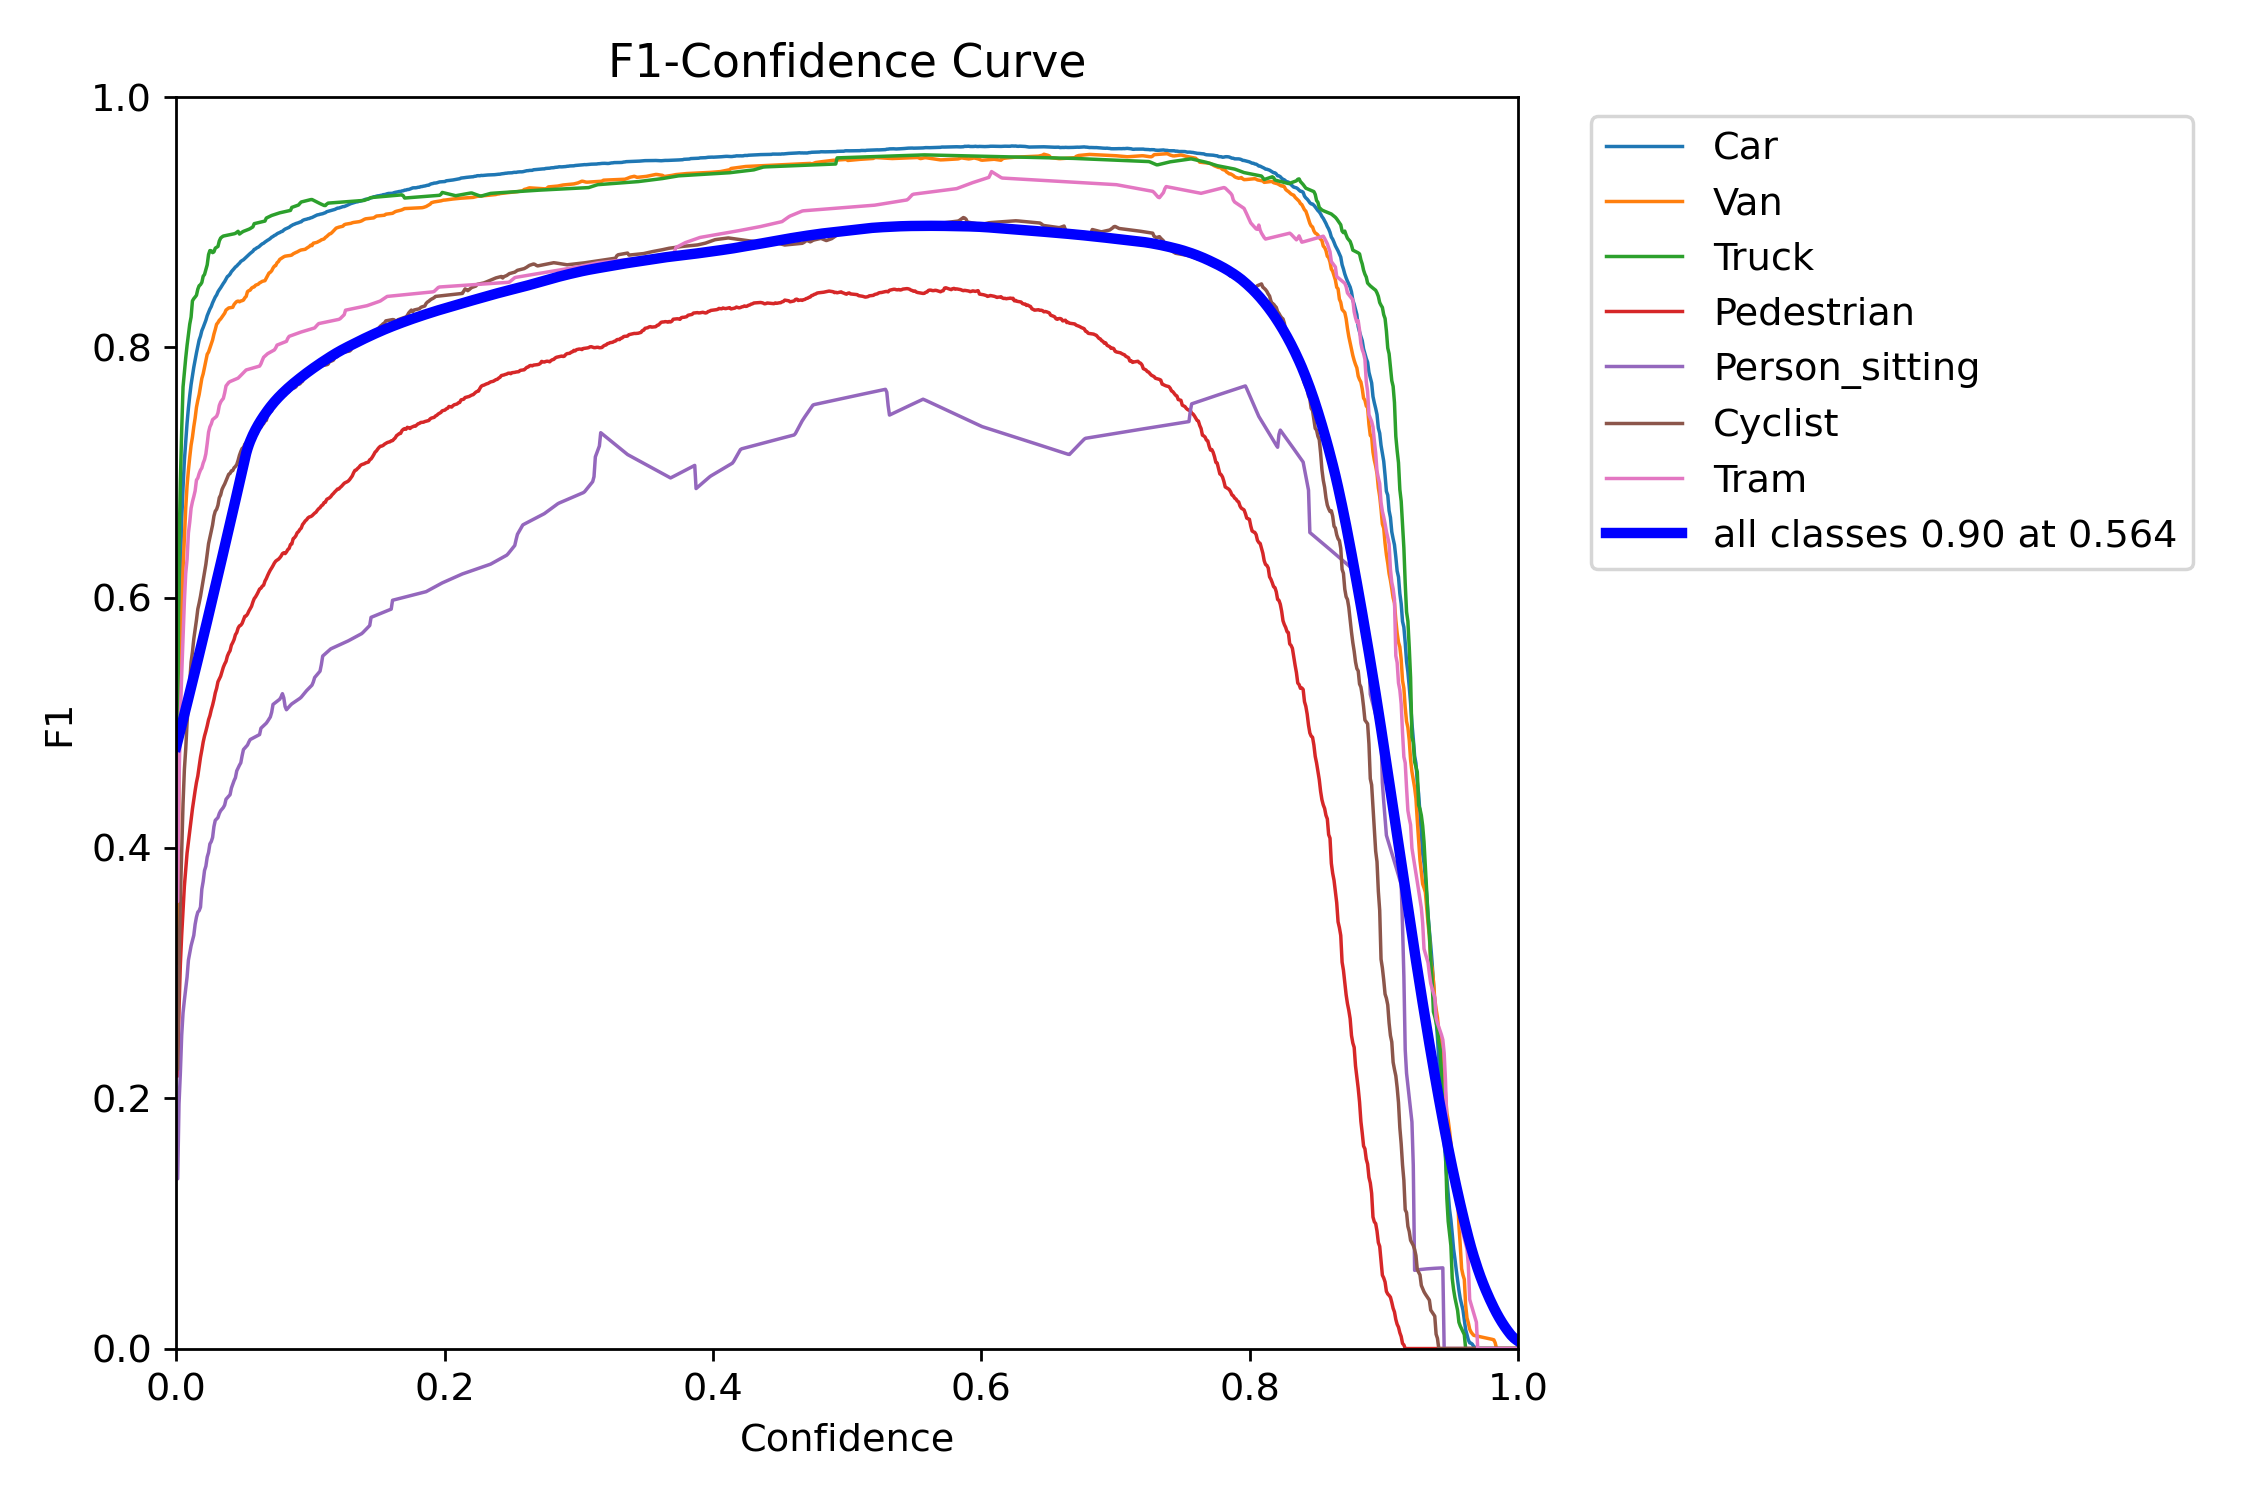 F1-Confidence Curve
1.0
0.8
0.6
0.4
0.2
0.0
F1
0.0 0.2 0.4 0.6 0.8 1.0
Confidence
Car
Van
Truck
Pedestrian
Person_sitting
Cyclist
Tram
all classes 0.90 at 0.564